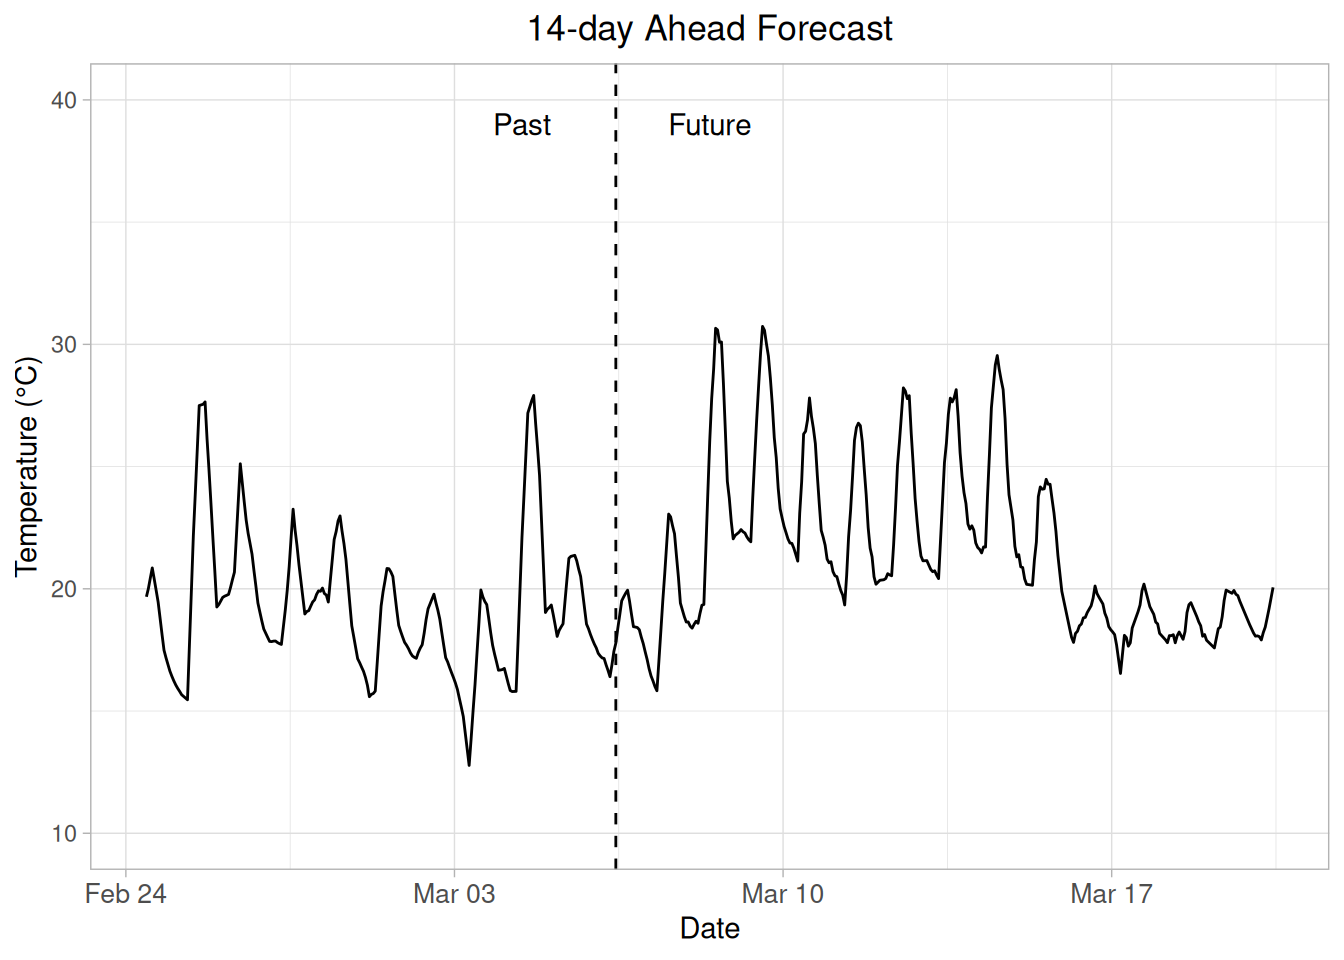 14-day Ahead Forecast
40
Past
Future
30
Temperature (°C)
20
10
Feb 24
Mar 03
Mar 10
Mar 17
Date